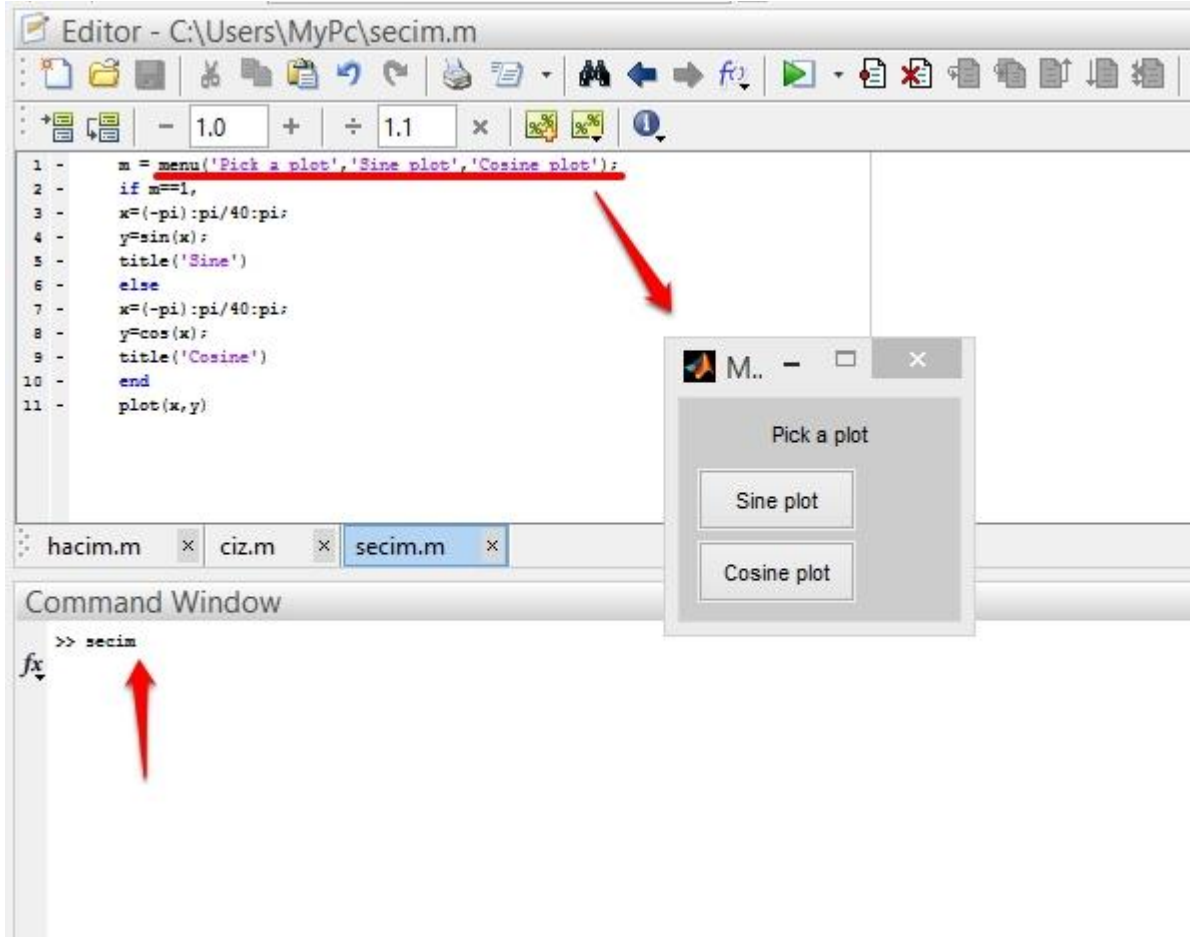 Editor - C:\Users\MyPc\secim.m
1.0
1.1
1 - m = menu('Pick a plot','Sine plot','Cosine plot');
2 - if m==1,
3 - x=(-pi):pi/40:pi;
4 - y=sin(x);
5 - title('Sine')
6 - else
7 - x=(-pi):pi/40:pi;
8 - y=cos(x);
9 - title('Cosine')
10 - end
11 - plot(x,y)
M..
Pick a plot
Sine plot
Cosine plot
hacim.m ciz.m secim.m
Command Window
>> secim
fx